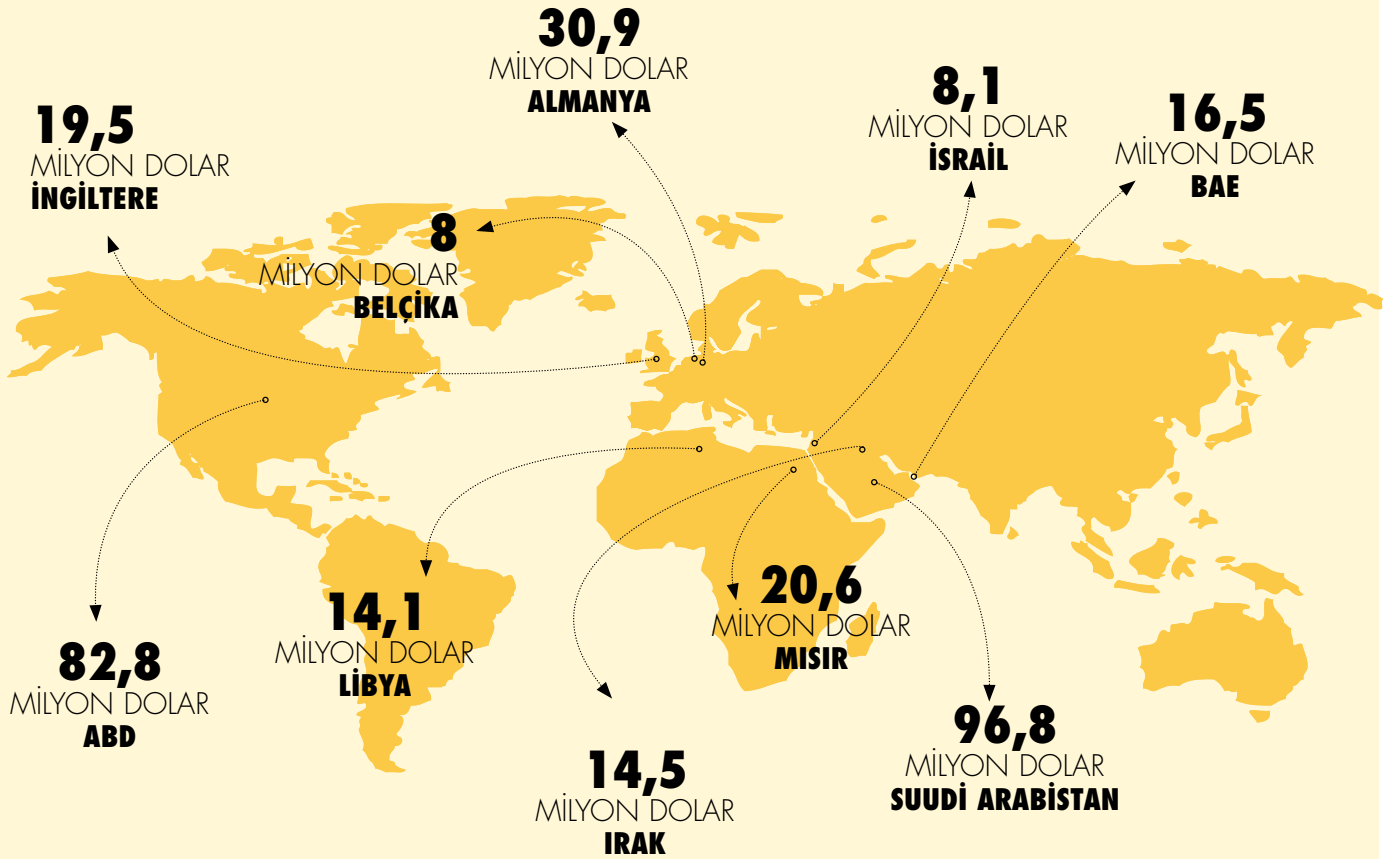 30,9
MİLYON DOLAR
ALMANYA
8,1
MİLYON DOLAR
İSRAİL
16,5
MİLYON DOLAR
BAE
19,5
MİLYON DOLAR
İNGİLTERE
8
MİLYON DOLAR
BELÇİKA
82,8
MİLYON DOLAR
ABD
14,1
MİLYON DOLAR
LİBYA
20,6
MİLYON DOLAR
MISIR
14,5
MİLYON DOLAR
IRAK
96,8
MİLYON DOLAR
SUUDİ ARABİSTAN